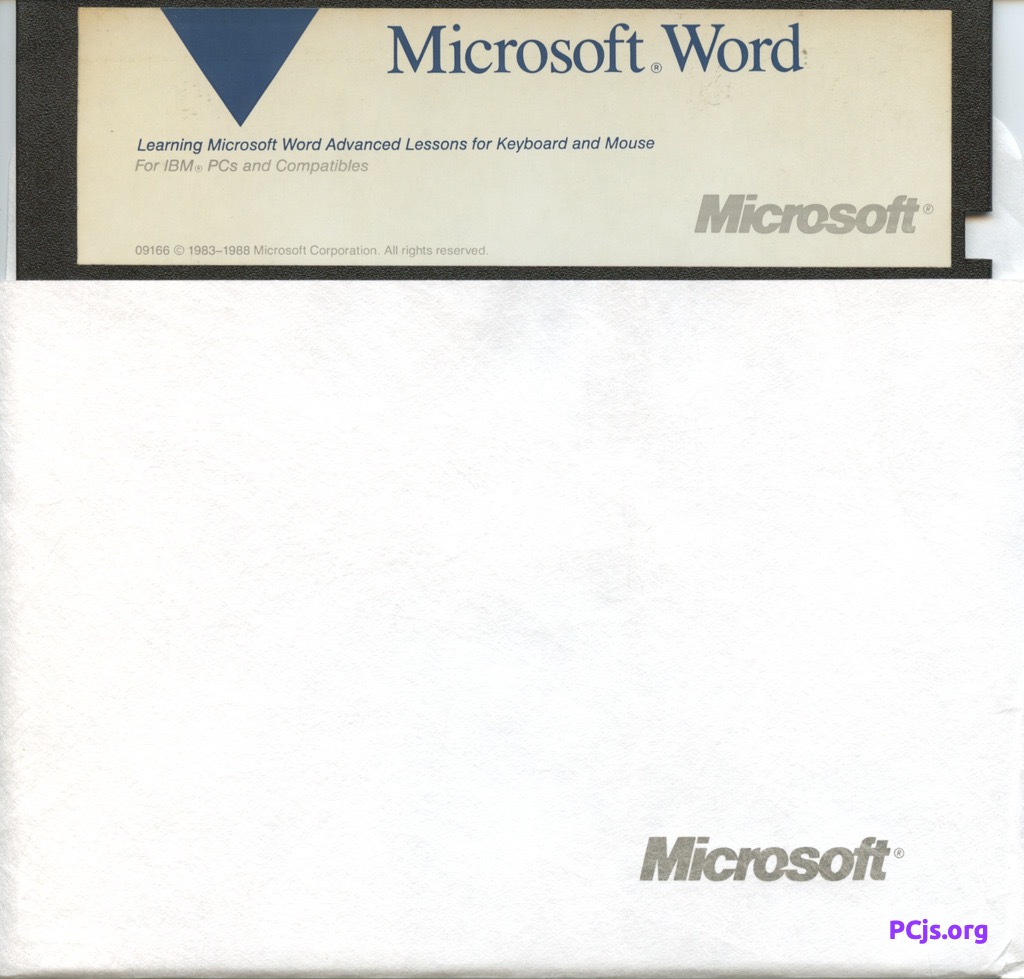 Microsoft® Word
Learning Microsoft Word Advanced Lessons for Keyboard and Mouse
For IBM® PCs and Compatibles
Microsoft®
09166 © 1983–1988 Microsoft Corporation. All rights reserved.
Microsoft®
PCjs.org